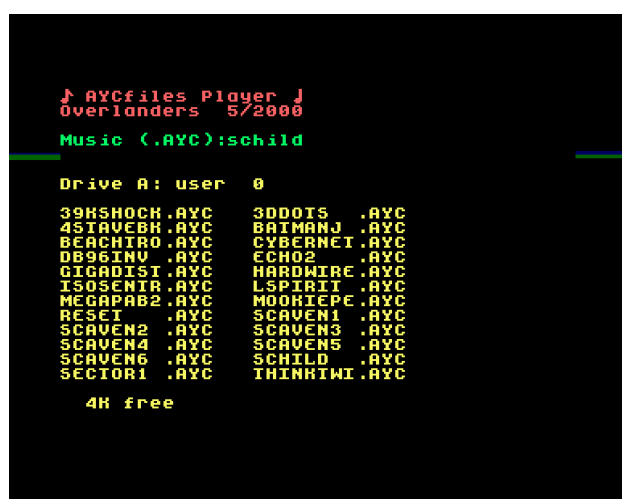 ♪ AYCfiles Player ♩
Overlanders  5/2000
Music (.AYC):schild
Drive A: user  0
39KSHOCK.AYC   3DDOTS  .AYC
4STAVEBK.AYC   BATMANJ .AYC
BEACHTRO.AYC   CYBERNET.AYC
DB96INV .AYC   ECHO2   .AYC
GIGADIST.AYC   HARDWIRE.AYC
ISOSENTR.AYC   LSPIRIT .AYC
MEGAPAB2.AYC   MOOKIEPE.AYC
RESET   .AYC   SCAVEN1 .AYC
SCAVEN2 .AYC   SCAVEN3 .AYC
SCAVEN4 .AYC   SCAVEN5 .AYC
SCAVEN6 .AYC   SCHILD  .AYC
SECTOR1 .AYC   THINKTWI.AYC
4K free